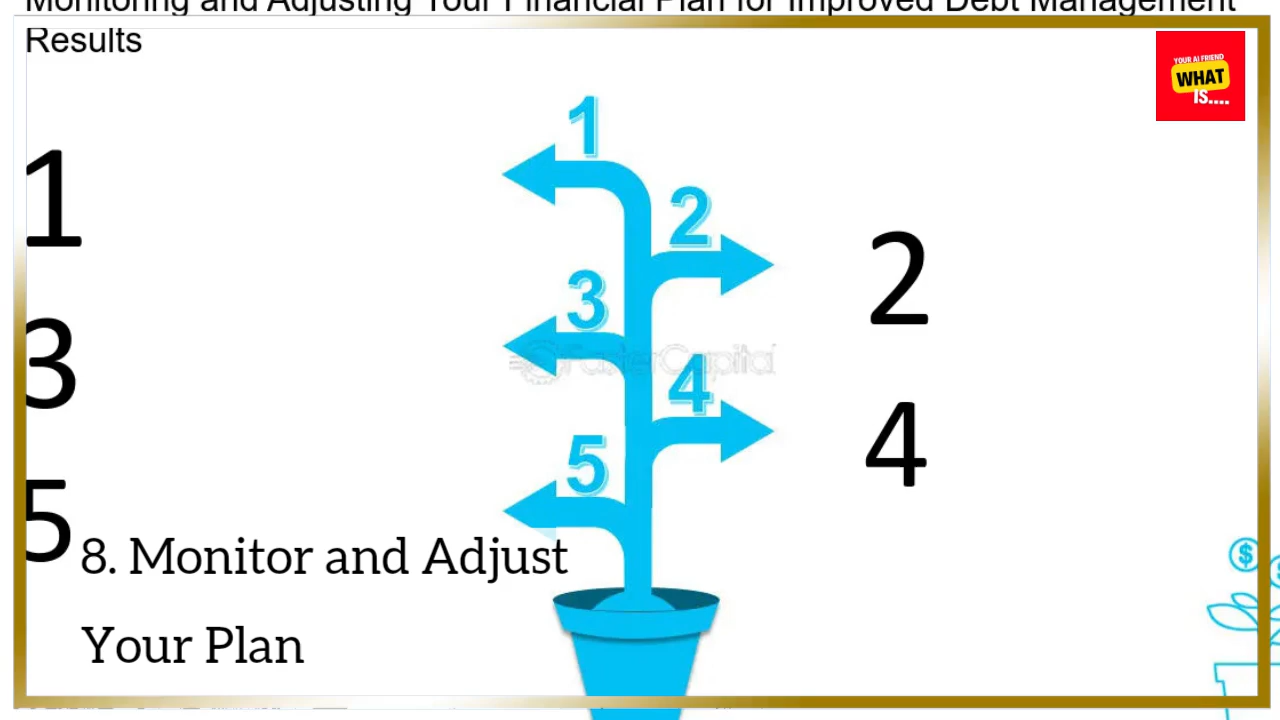 Monitoring and Adjusting Your Financial Plan for Improved Debt Management
Results
YOUR AI FRIEND
WHAT
IS....
1
1
2
2
3
3
FasterCapital
4
4
5
5
8. Monitor and Adjust
Your Plan
$